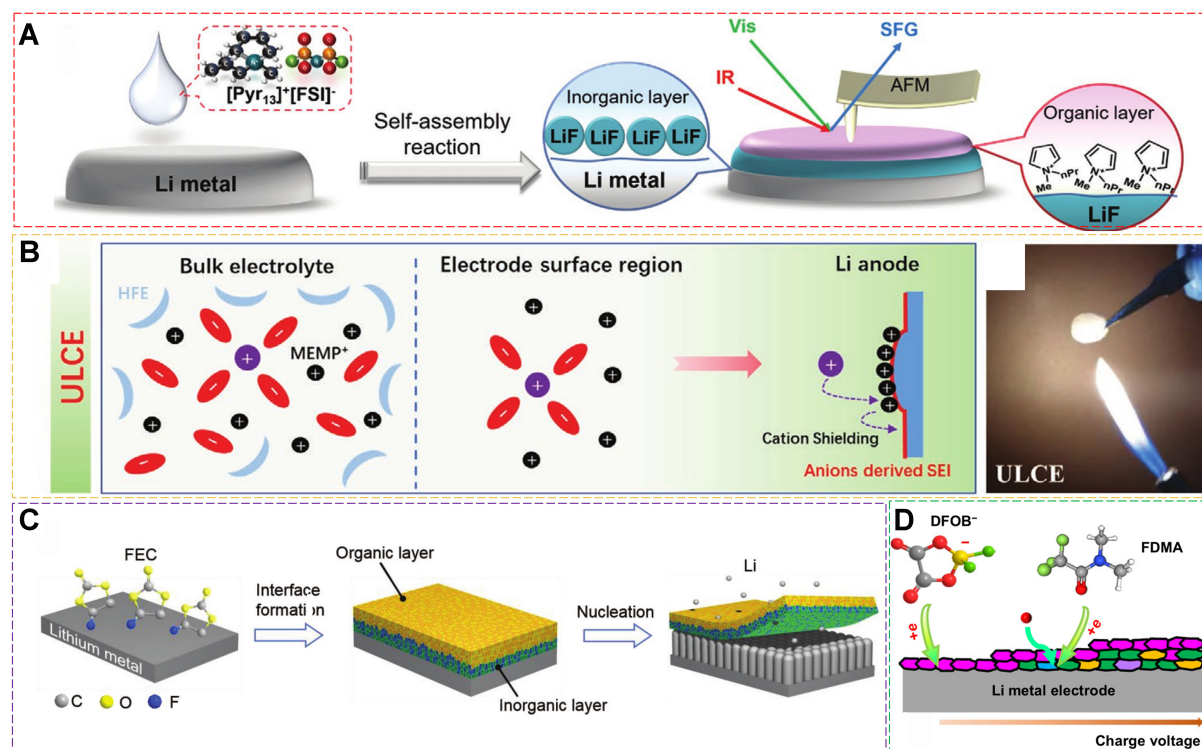 A
[Pyr₁₃]⁺[FSI]⁻
Li metal
Self-assembly
reaction
Inorganic layer
LiF LiF LiF LiF
Li metal
Vis
SFG
IR
AFM
Organic layer
N⁺ N⁺ N⁺
Me nPr Me nPr Me nPr
LiF
B
ULCE
Bulk electrolyte
HFE
MEMP⁺
Electrode surface region
Li anode
Cation Shielding
Anions derived SEI
ULCE
C
FEC
Lithium metal
C O F
Interface
formation
Organic layer
Inorganic layer
Nucleation
Li
D
DFOB⁻
FDMA
+e
+e
Li metal electrode
Charge voltage